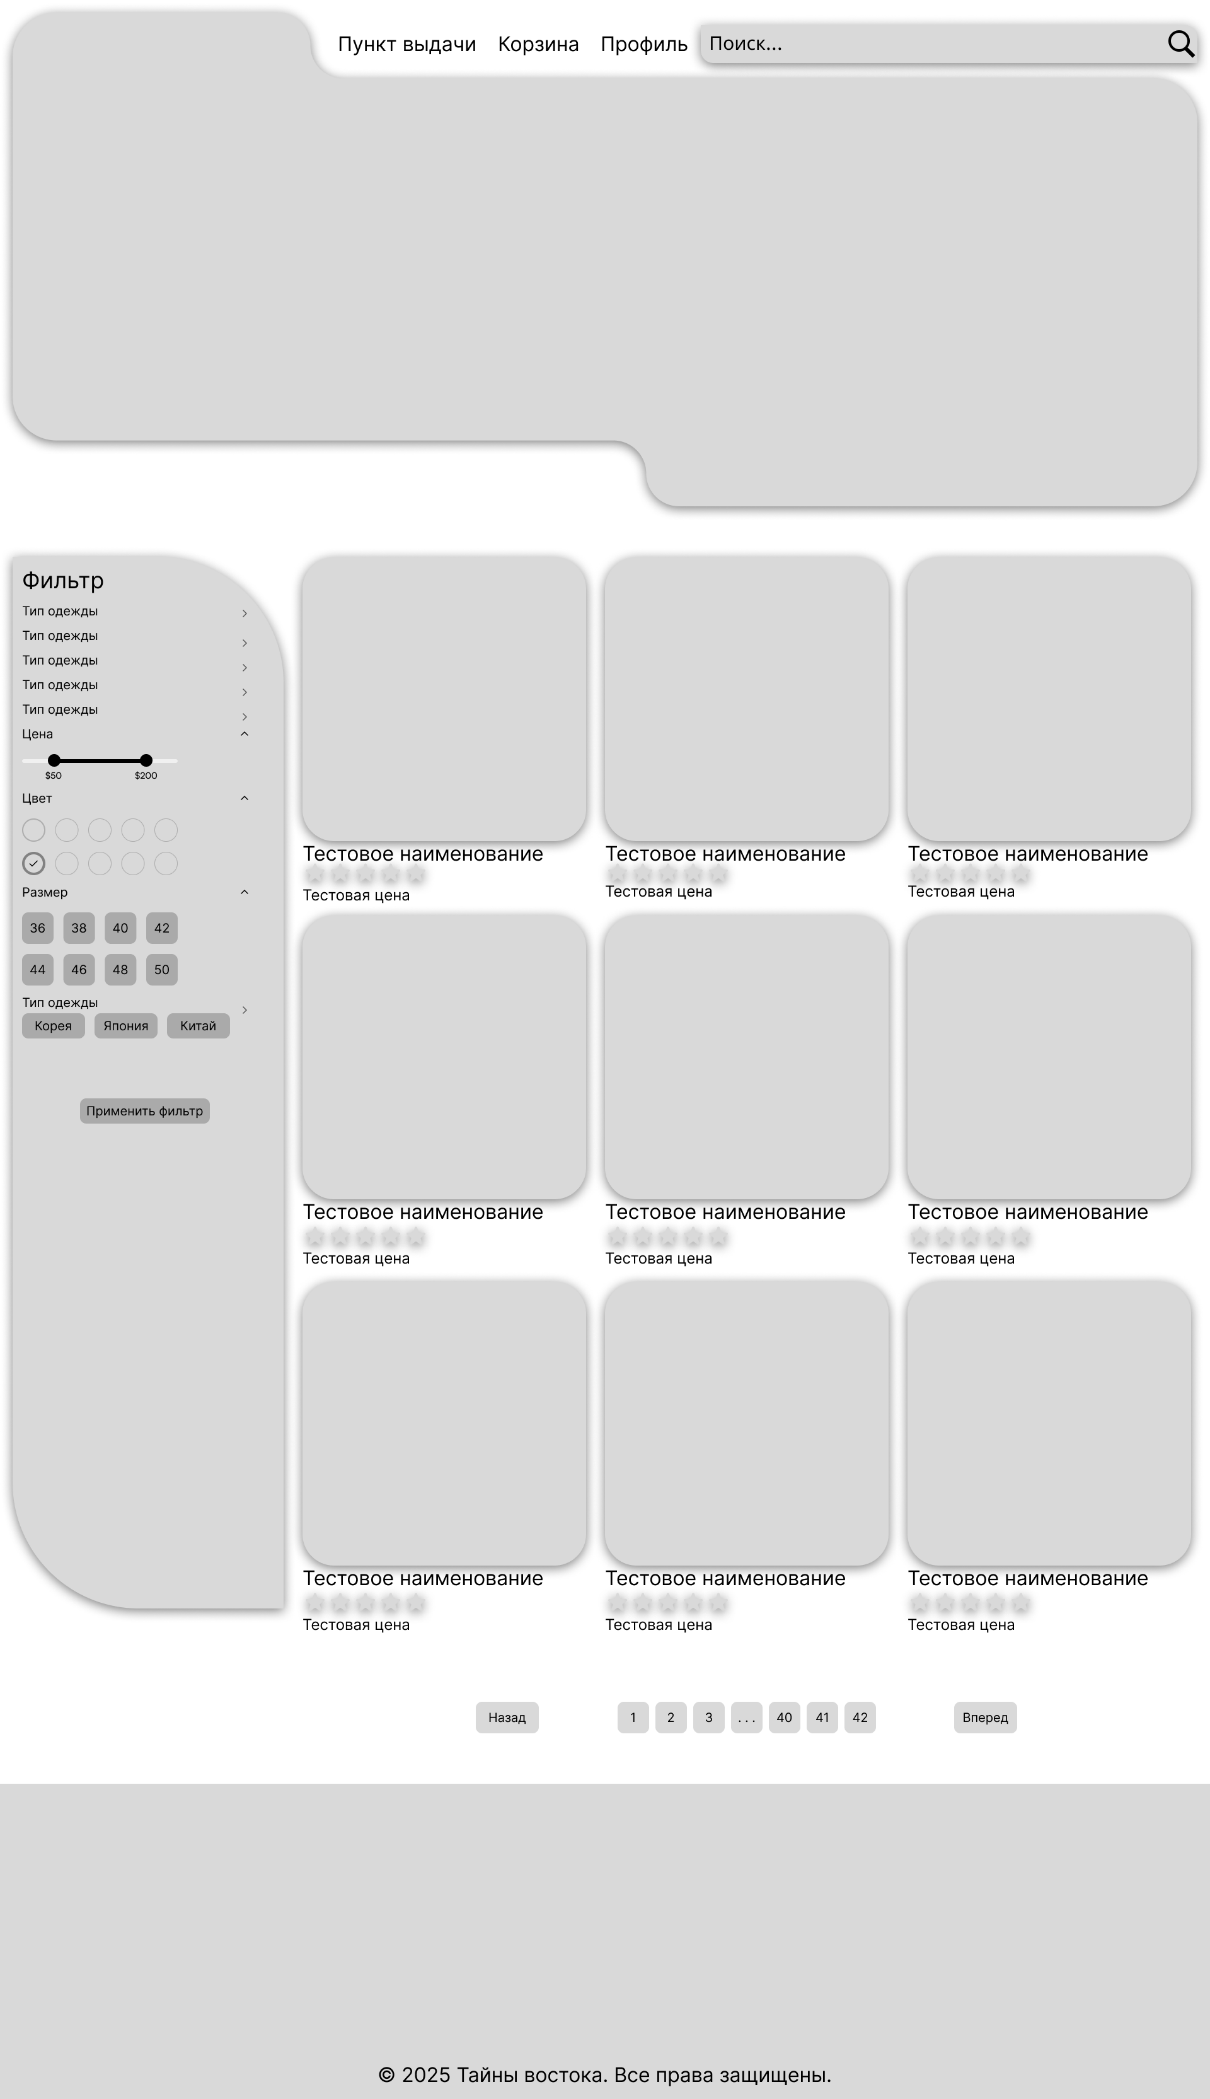 Пункт выдачи Корзина Профиль Поиск...
Фильтр
Тип одежды
Тип одежды
Тип одежды
Тип одежды
Тип одежды
Цена
$50 $200
Цвет
Размер
36 38 40 42
44 46 48 50
Тип одежды
Корея Япония Китай
Применить фильтр
Тестовое наименование Тестовое наименование Тестовое наименование
Тестовая цена Тестовая цена Тестовая цена
Тестовое наименование Тестовое наименование Тестовое наименование
Тестовая цена Тестовая цена Тестовая цена
Тестовое наименование Тестовое наименование Тестовое наименование
Тестовая цена Тестовая цена Тестовая цена
Назад 1 2 3 . . . 40 41 42 Вперед
© 2025 Тайны востока. Все права защищены.